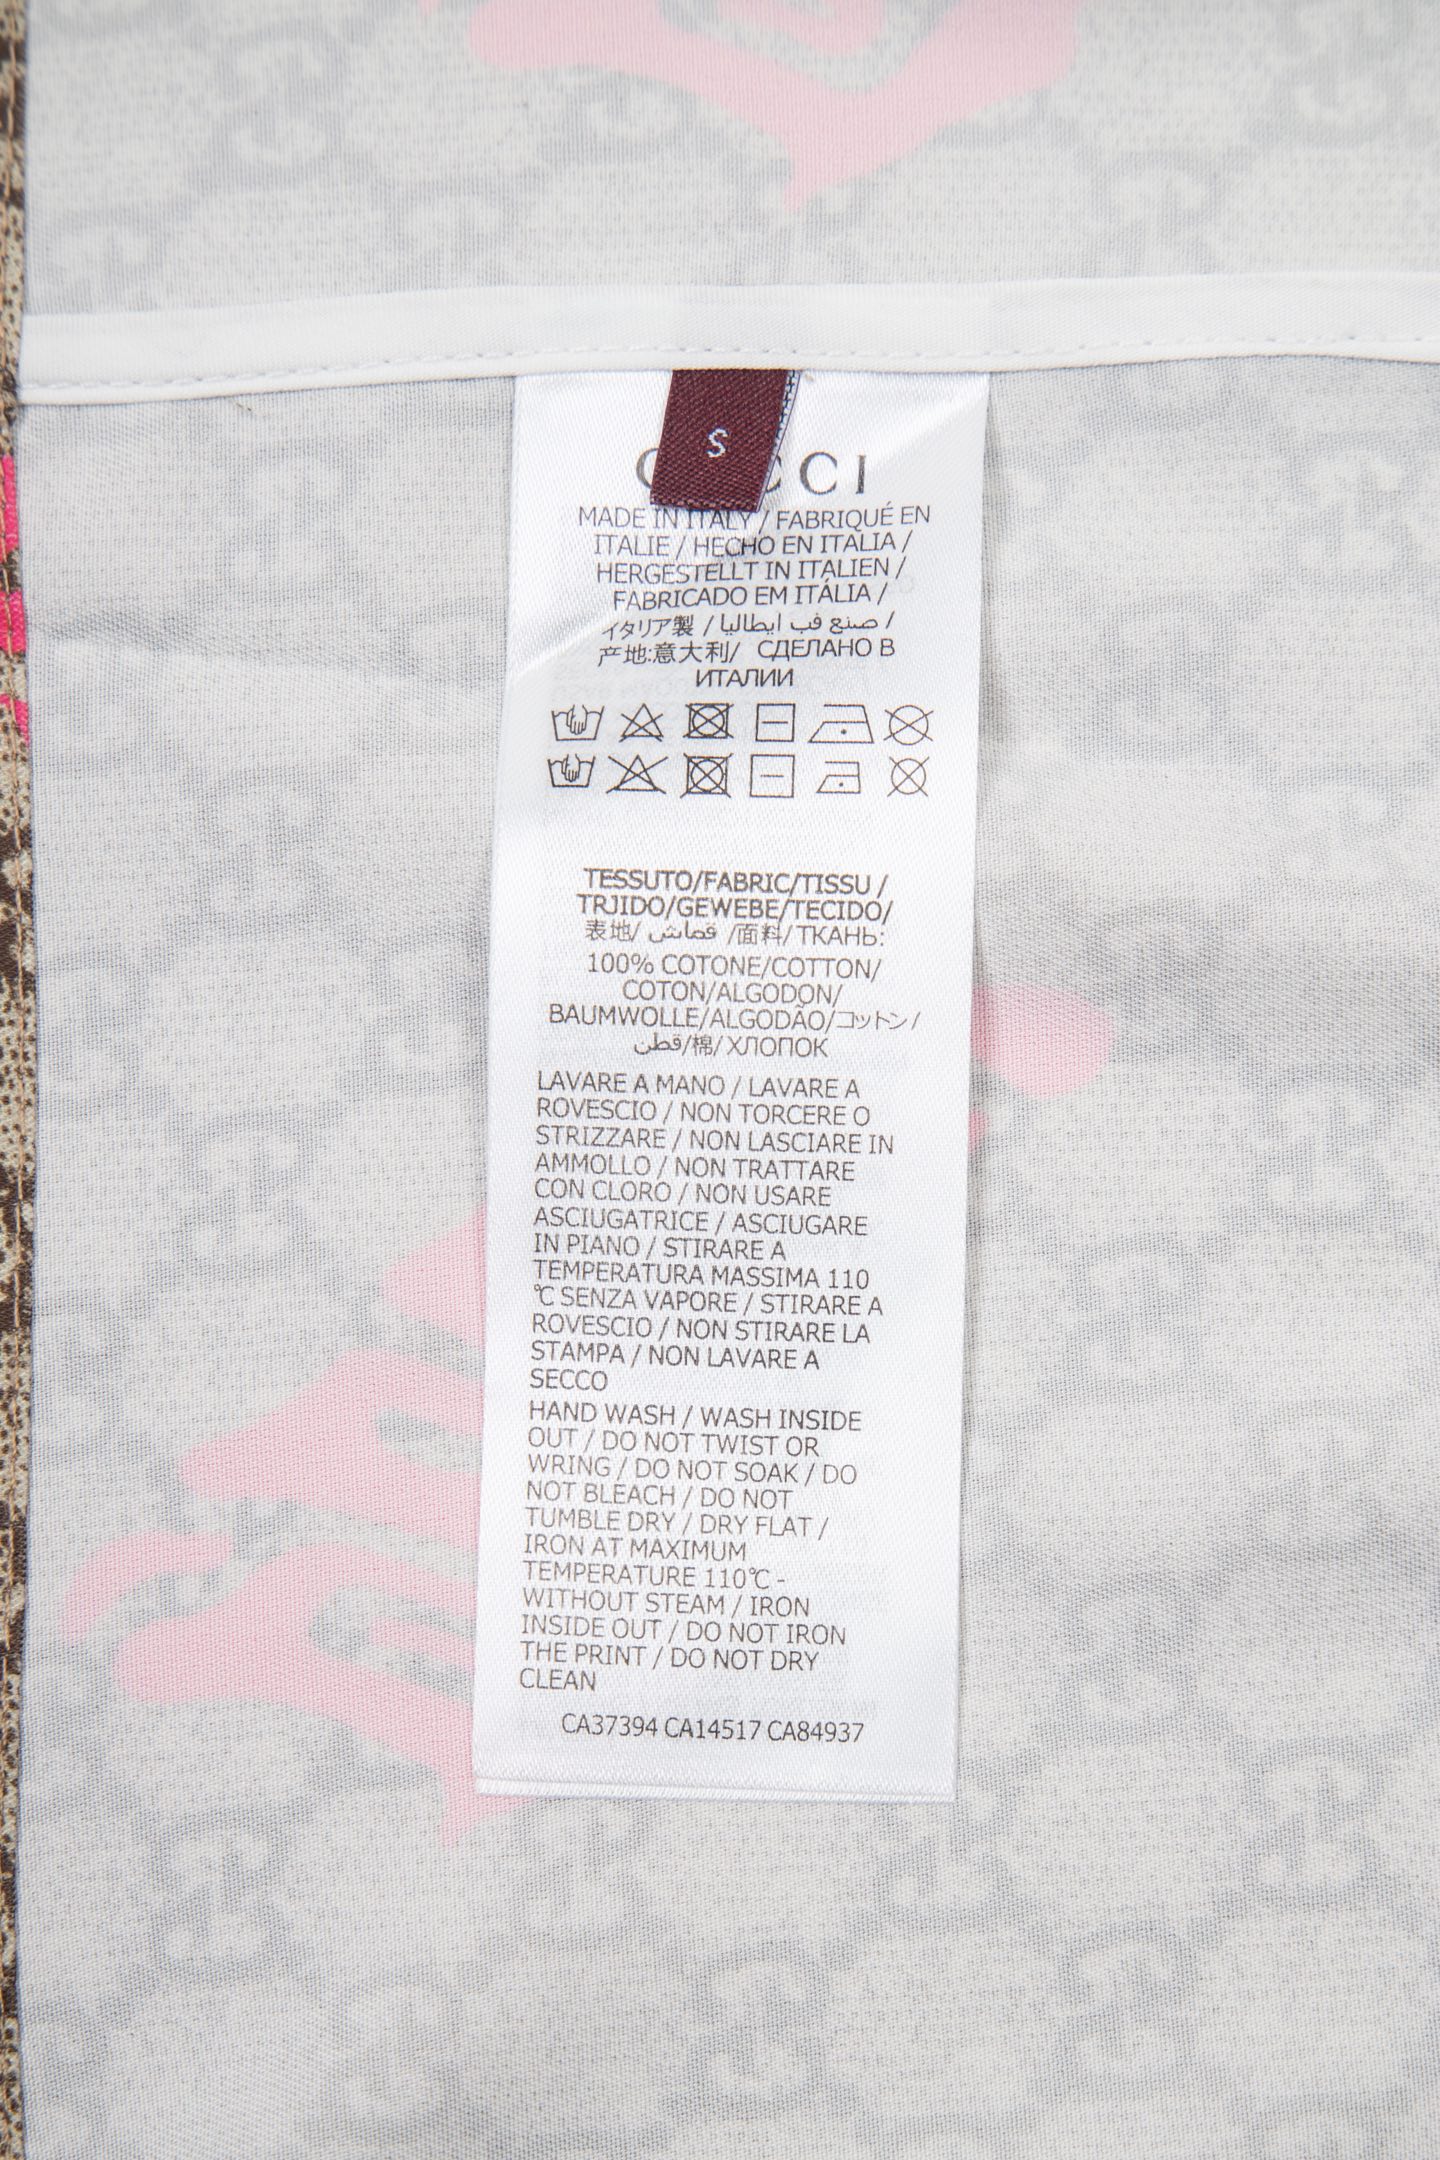 S
MADE IN ITALY / FABRIQUÉ EN
ITALIE / HECHO EN ITALIA /
HERGESTELLT IN ITALIEN /
FABRICADO EM ITÁLIA /
イタリア製 / صنع فب ايطاليا /
产地:意大利/ СДЕЛАНО В
ИТАЛИИ
TESSUTO/FABRIC/TISSU /
TRJIDO/GEWEBE/TECIDO/
表地/ قماش /面料/ ТКАНЬ:
100% COTONE/COTTON/
COTON/ALGODON/
BAUMWOLLE/ALGODÃO/コットン/
قطن/棉/ ХЛОПОК
LAVARE A MANO / LAVARE A
ROVESCIO / NON TORCERE O
STRIZZARE / NON LASCIARE IN
AMMOLLO / NON TRATTARE
CON CLORO / NON USARE
ASCIUGATRICE / ASCIUGARE
IN PIANO / STIRARE A
TEMPERATURA MASSIMA 110
℃ SENZA VAPORE / STIRARE A
ROVESCIO / NON STIRARE LA
STAMPA / NON LAVARE A
SECCO
HAND WASH / WASH INSIDE
OUT / DO NOT TWIST OR
WRING / DO NOT SOAK / DO
NOT BLEACH / DO NOT
TUMBLE DRY / DRY FLAT /
IRON AT MAXIMUM
TEMPERATURE 110℃ -
WITHOUT STEAM / IRON
INSIDE OUT / DO NOT IRON
THE PRINT / DO NOT DRY
CLEAN
CA37394 CA14517 CA84937